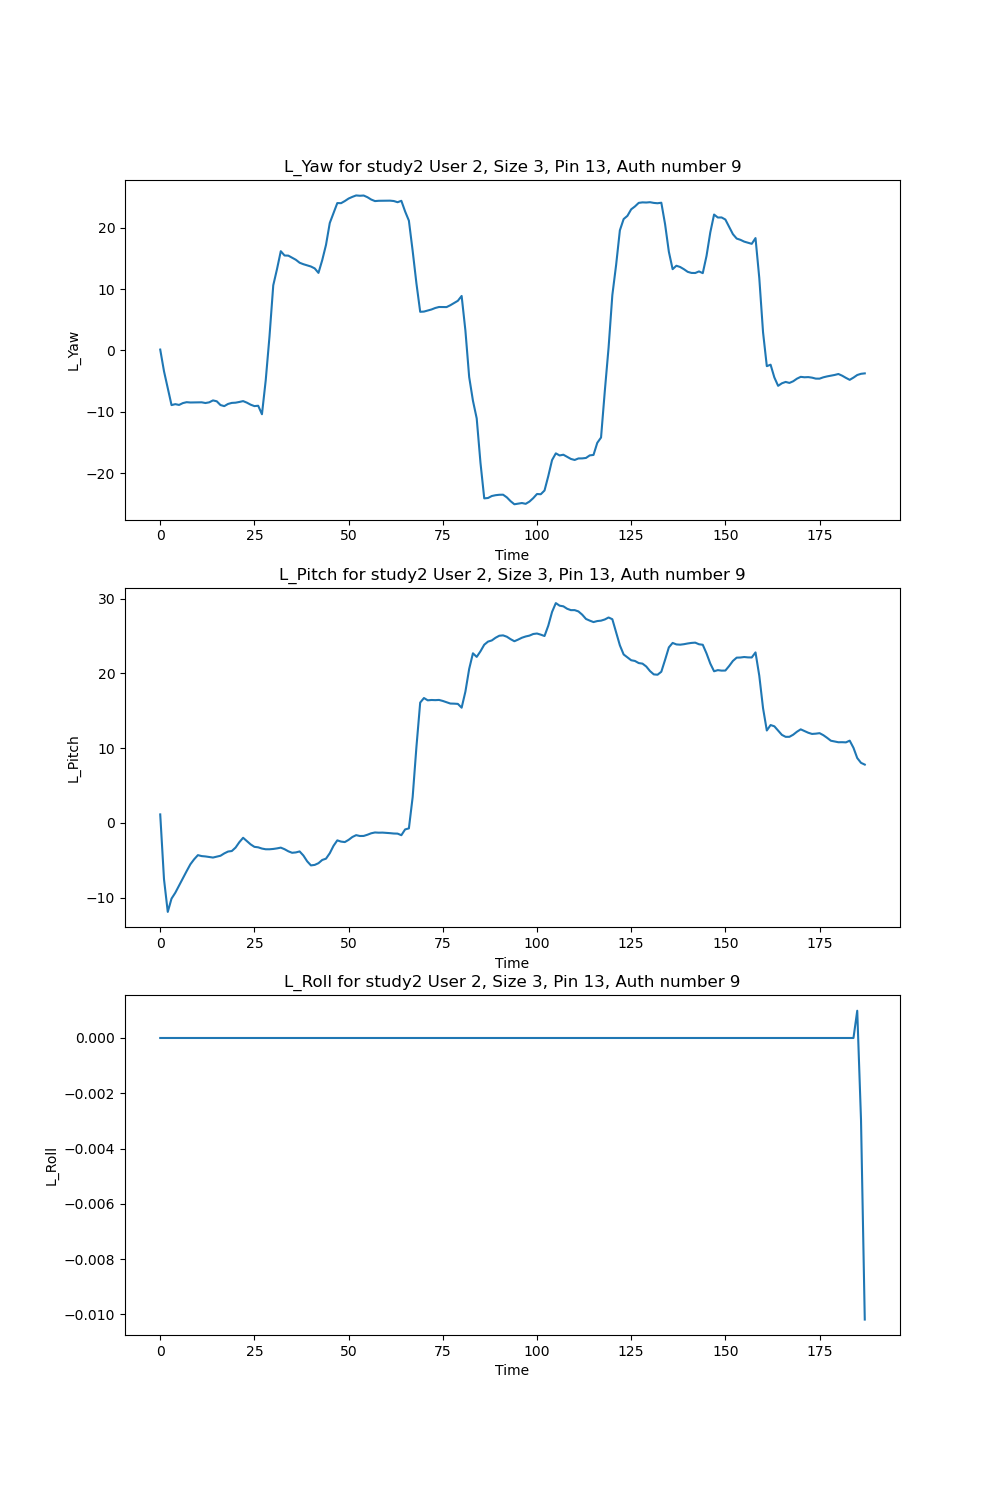 L_Yaw for study2 User 2, Size 3, Pin 13, Auth number 9
20
10
0
−10
−20
L_Yaw
0 25 50 75 100 125 150 175
Time
L_Pitch for study2 User 2, Size 3, Pin 13, Auth number 9
30
20
10
0
−10
L_Pitch
0 25 50 75 100 125 150 175
Time
L_Roll for study2 User 2, Size 3, Pin 13, Auth number 9
0.000
−0.002
−0.004
−0.006
−0.008
−0.010
L_Roll
0 25 50 75 100 125 150 175
Time